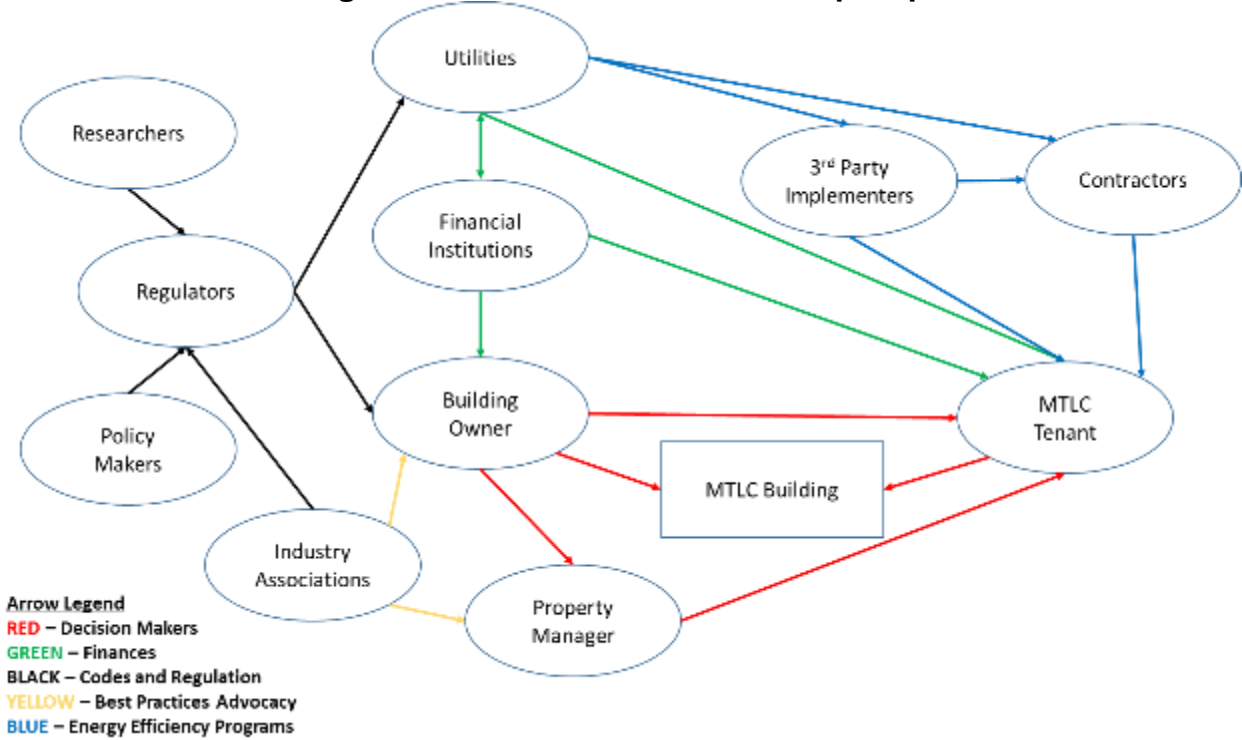 Utilities
Researchers
3rd Party
Implementers
Contractors
Financial
Institutions
Regulators
Building
Owner
MTLC
Tenant
Policy
Makers
MTLC Building
Industry
Associations
Property
Manager
Arrow Legend
RED – Decision Makers
GREEN – Finances
BLACK – Codes and Regulation
YELLOW – Best Practices Advocacy
BLUE – Energy Efficiency Programs